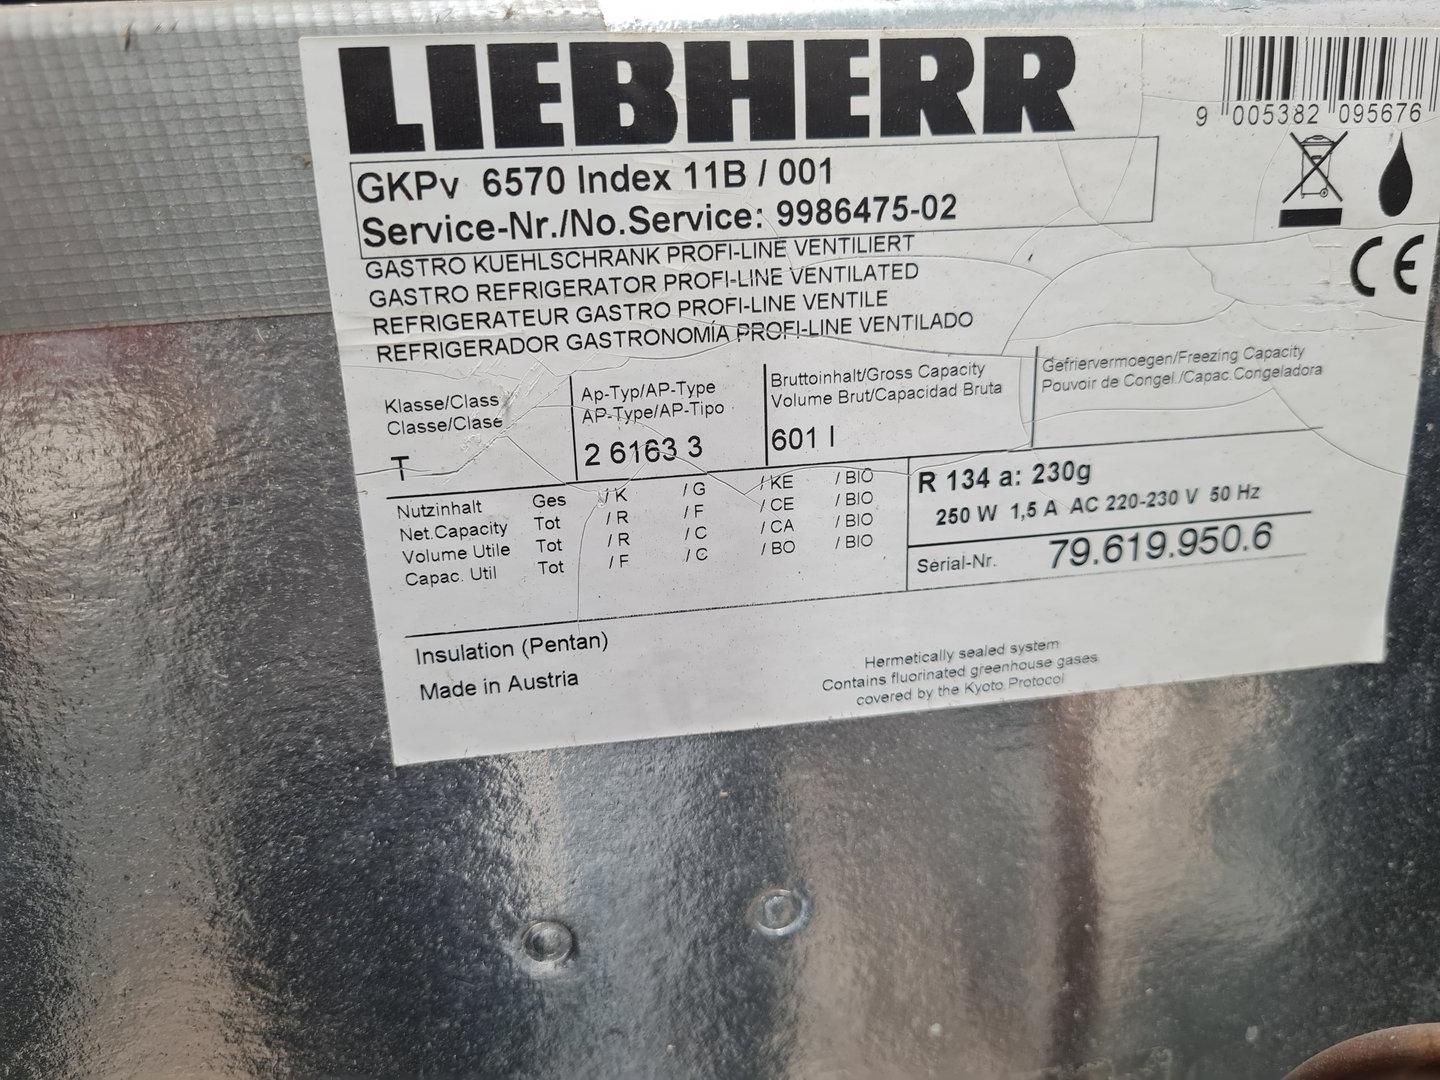 LIEBHERR
9 005382 095676
GKPv 6570 Index 11B / 001
Service-Nr./No.Service: 9986475-02
GASTRO KUEHLSCHRANK PROFI-LINE VENTILIERT
GASTRO REFRIGERATOR PROFI-LINE VENTILATED
REFRIGERATEUR GASTRO PROFI-LINE VENTILE
REFRIGERADOR GASTRONOMÍA PROFI-LINE VENTILADO
CE
Klasse/Class
Classe/Clase
T
Ap-Typ/AP-Type
AP-Type/AP-Tipo
2 6163 3
Bruttoinhalt/Gross Capacity
Volume Brut/Capacidad Bruta
601 l
Gefriervermoegen/Freezing Capacity
Pouvoir de Congel./Capac.Congeladora
Nutzinhalt Ges / K / G / KE / BIO
Net.Capacity Tot / R / F / CE / BIO
Volume Utile Tot / R / C / CA / BIO
Capac. Util Tot / F / C / BO / BIO
R 134 a: 230g
250 W 1,5 A AC 220-230 V 50 Hz
Serial-Nr. 79.619.950.6
Insulation (Pentan)
Made in Austria
Hermetically sealed system
Contains fluorinated greenhouse gases
covered by the Kyoto Protocol